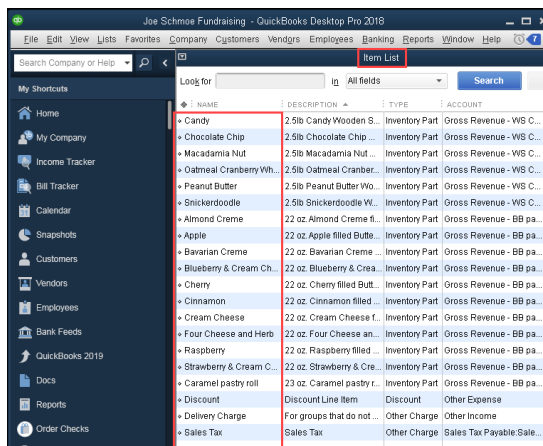 Joe Schmoe Fundraising - QuickBooks Desktop Pro 2018
File Edit View Lists Favorites Company Customers Vendors Employees Banking Reports Window Help 7
Search Company or Help
Item List
My Shortcuts
Home
My Company
Income Tracker
Bill Tracker
Calendar
Snapshots
Customers
Vendors
Employees
Bank Feeds
QuickBooks 2019
Docs
Reports
Order Checks
Look for in All fields Search
NAME DESCRIPTION TYPE ACCOUNT
Candy 2.5lb Candy Wooden S... Inventory Part Gross Revenue - WS C...
Chocolate Chip 2.5lb Chocolate Chip ... Inventory Part Gross Revenue - WS C...
Macadamia Nut 2.5lb Macadamia Nut ... Inventory Part Gross Revenue - WS C...
Oatmeal Cranberry Wh... 2.5lb Oatmeal Cranber... Inventory Part Gross Revenue - WS C...
Peanut Butter 2.5lb Peanut Butter Wo... Inventory Part Gross Revenue - WS C...
Snickerdoodle 2.5lb Snickerdoodle W... Inventory Part Gross Revenue - WS C...
Almond Creme 22 oz. Almond Creme fi... Inventory Part Gross Revenue - BB pa...
Apple 22 oz. Apple filled Butte... Inventory Part Gross Revenue - BB pa...
Bavarian Creme 22 oz. Bavarian Creme ... Inventory Part Gross Revenue - BB pa...
Blueberry & Cream Ch... 22 oz. Blueberry & Crea... Inventory Part Gross Revenue - BB pa...
Cherry 22 oz. Cherry filled Butt... Inventory Part Gross Revenue - BB pa...
Cinnamon 22 oz. Cinnamon filled ... Inventory Part Gross Revenue - BB pa...
Cream Cheese 22 oz. Cream Cheese f... Inventory Part Gross Revenue - BB pa...
Four Cheese and Herb 22 oz. Four Cheese an... Inventory Part Gross Revenue - BB pa...
Raspberry 22 oz. Raspberry filled ... Inventory Part Gross Revenue - BB pa...
Strawberry & Cream C... 22 oz. Strawberry & Cre... Inventory Part Gross Revenue - BB pa...
Caramel pastry roll 23 oz. Caramel pastry r... Inventory Part Gross Revenue - BB pa...
Discount Discount Line Item Discount Other Expense
Delivery Charge For groups that do not ... Other Charge Other Income
Sales Tax Sales Tax Other Charge Sales Tax Payable:Sale...